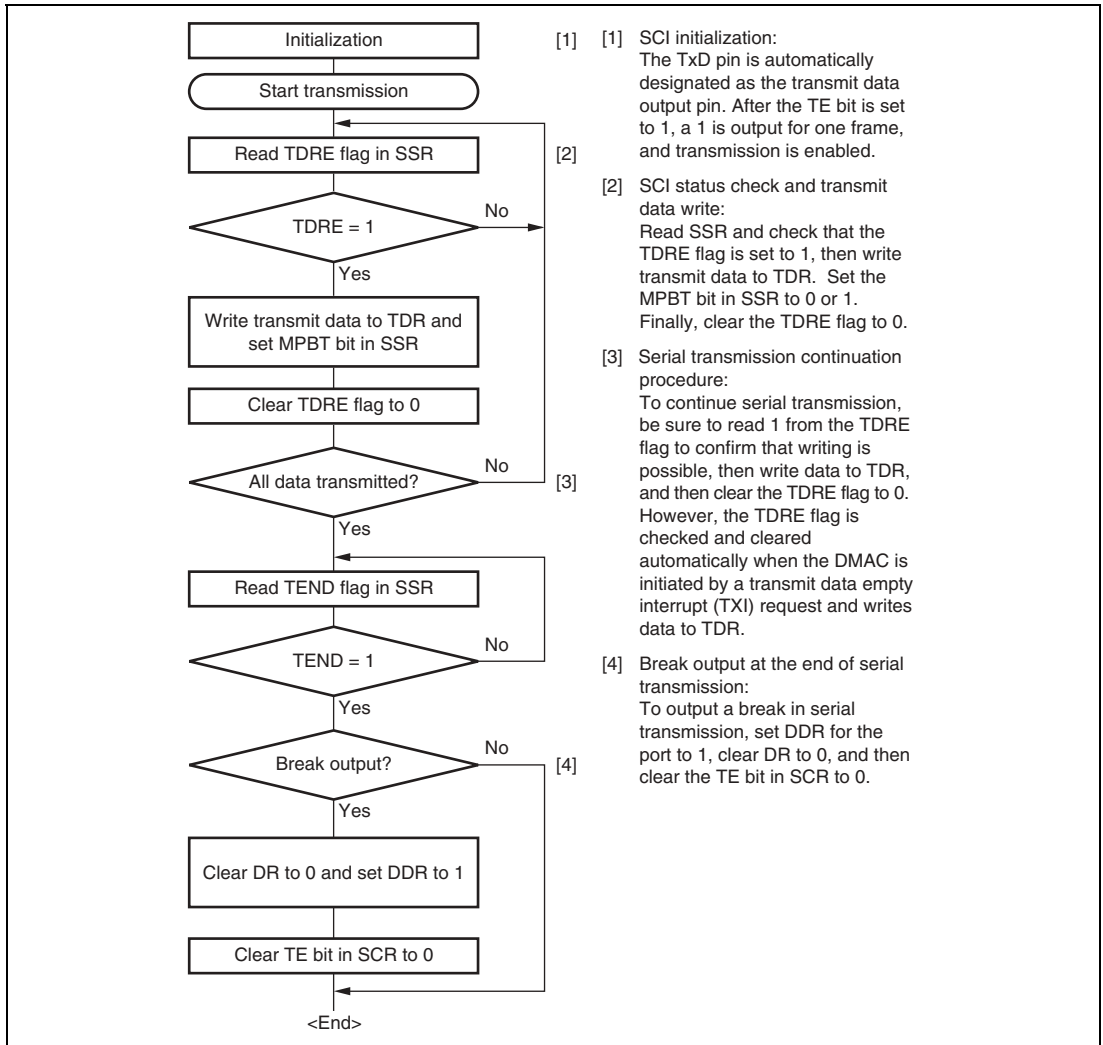 Initialization [1]
Start transmission
Read TDRE flag in SSR [2]
TDRE = 1
No
Yes
Write transmit data to TDR and
set MPBT bit in SSR
Clear TDRE flag to 0
All data transmitted? [3]
No
Yes
Read TEND flag in SSR
TEND = 1
No
Yes
Break output? [4]
No
Yes
Clear DR to 0 and set DDR to 1
Clear TE bit in SCR to 0
<End>
[1] SCI initialization:
The TxD pin is automatically
designated as the transmit data
output pin. After the TE bit is set
to 1, a 1 is output for one frame,
and transmission is enabled.
[2] SCI status check and transmit
data write:
Read SSR and check that the
TDRE flag is set to 1, then write
transmit data to TDR. Set the
MPBT bit in SSR to 0 or 1.
Finally, clear the TDRE flag to 0.
[3] Serial transmission continuation
procedure:
To continue serial transmission,
be sure to read 1 from the TDRE
flag to confirm that writing is
possible, then write data to TDR,
and then clear the TDRE flag to 0.
However, the TDRE flag is
checked and cleared
automatically when the DMAC is
initiated by a transmit data empty
interrupt (TXI) request and writes
data to TDR.
[4] Break output at the end of serial
transmission:
To output a break in serial
transmission, set DDR for the
port to 1, clear DR to 0, and then
clear the TE bit in SCR to 0.